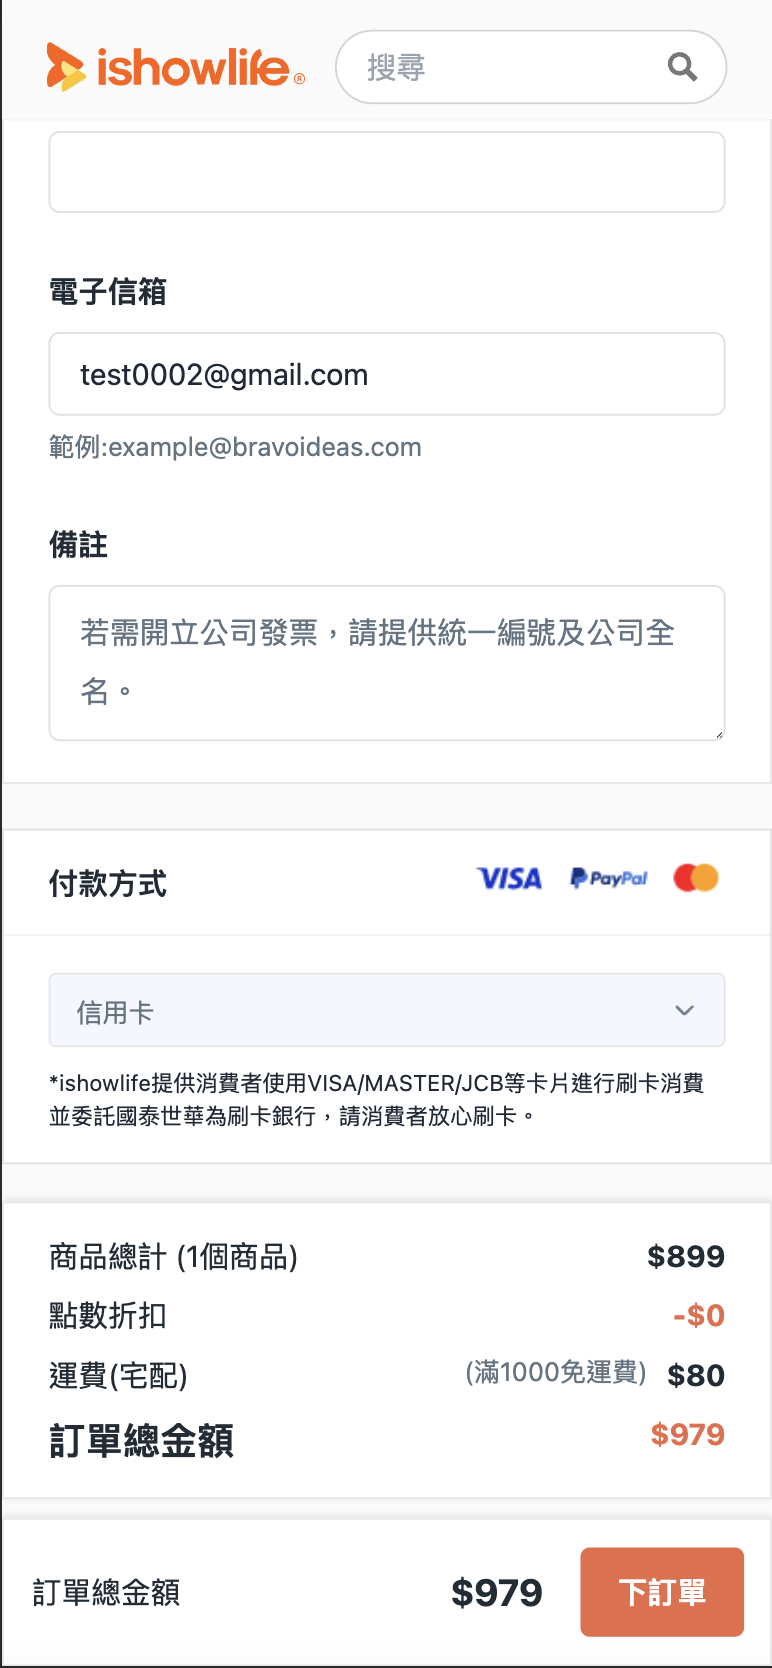 ishowlife®
搜尋
電子信箱
test0002@gmail.com
範例:example@bravoideas.com
備註
若需開立公司發票，請提供統一編號及公司全
名。
付款方式
VISA PayPal
信用卡
*ishowlife提供消費者使用VISA/MASTER/JCB等卡片進行刷卡消費
並委託國泰世華為刷卡銀行，請消費者放心刷卡。
商品總計 (1個商品) $899
點數折扣 -$0
運費(宅配) (滿1000免運費) $80
訂單總金額 $979
訂單總金額 $979 下訂單